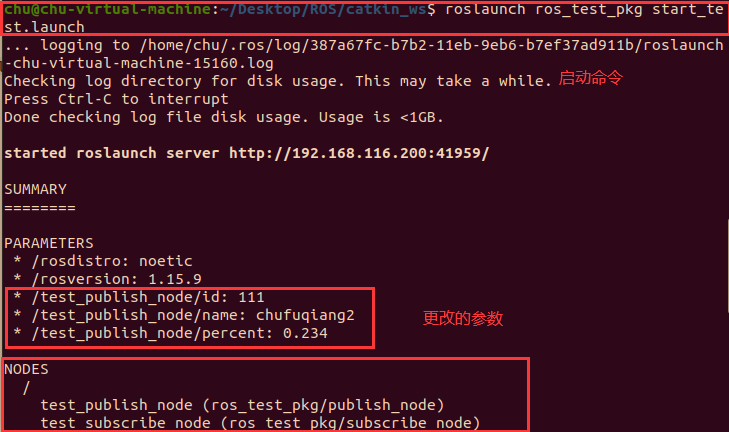 chu@chu-virtual-machine:~/Desktop/ROS/catkin_ws$ roslaunch ros_test_pkg start_te
st.launch
... logging to /home/chu/.ros/log/387a67fc-b7b2-11eb-9eb6-b7ef37ad911b/roslaunch
-chu-virtual-machine-15160.log
Checking log directory for disk usage. This may take a while.
启动命令
Press Ctrl-C to interrupt
Done checking log file disk usage. Usage is <1GB.
started roslaunch server http://192.168.116.200:41959/
SUMMARY
========
PARAMETERS
* /rosdistro: noetic
* /rosversion: 1.15.9
* /test_publish_node/id: 111
* /test_publish_node/name: chufuqiang2
更改的参数
* /test_publish_node/percent: 0.234
NODES
/
test_publish_node (ros_test_pkg/publish_node)
test_subscribe_node (ros_test_pkg/subscribe_node)